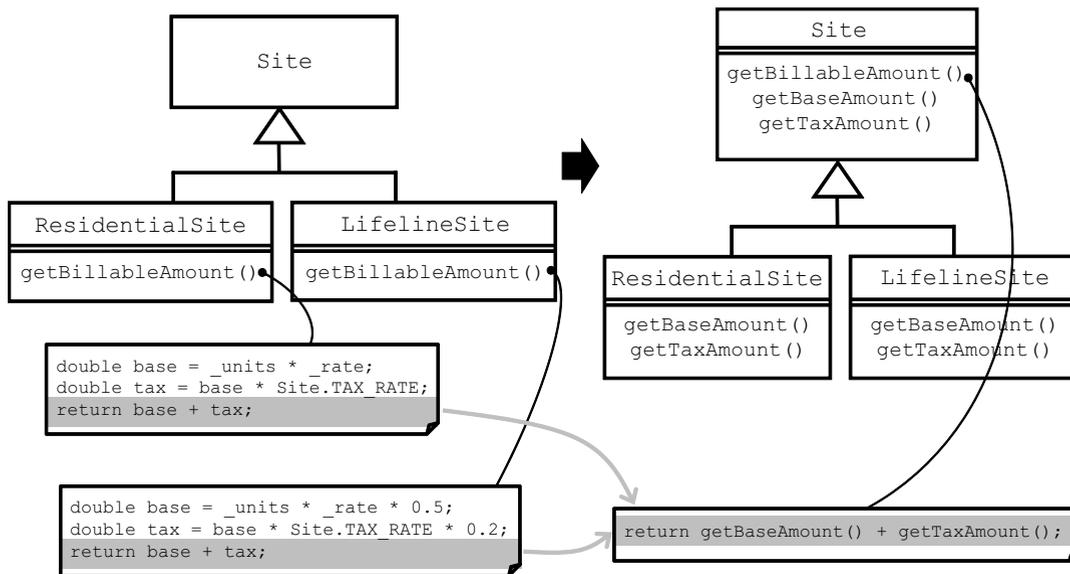 Site
ResidentialSite
getBillableAmount()
LifelineSite
getBillableAmount()
double base = _units * _rate;
double tax = base * Site.TAX_RATE;
return base + tax;
double base = _units * _rate * 0.5;
double tax = base * Site.TAX_RATE * 0.2;
return base + tax;
Site
getBillableAmount()
getBaseAmount()
getTaxAmount()
ResidentialSite
getBaseAmount()
getTaxAmount()
LifelineSite
getBaseAmount()
getTaxAmount()
return getBaseAmount() + getTaxAmount();